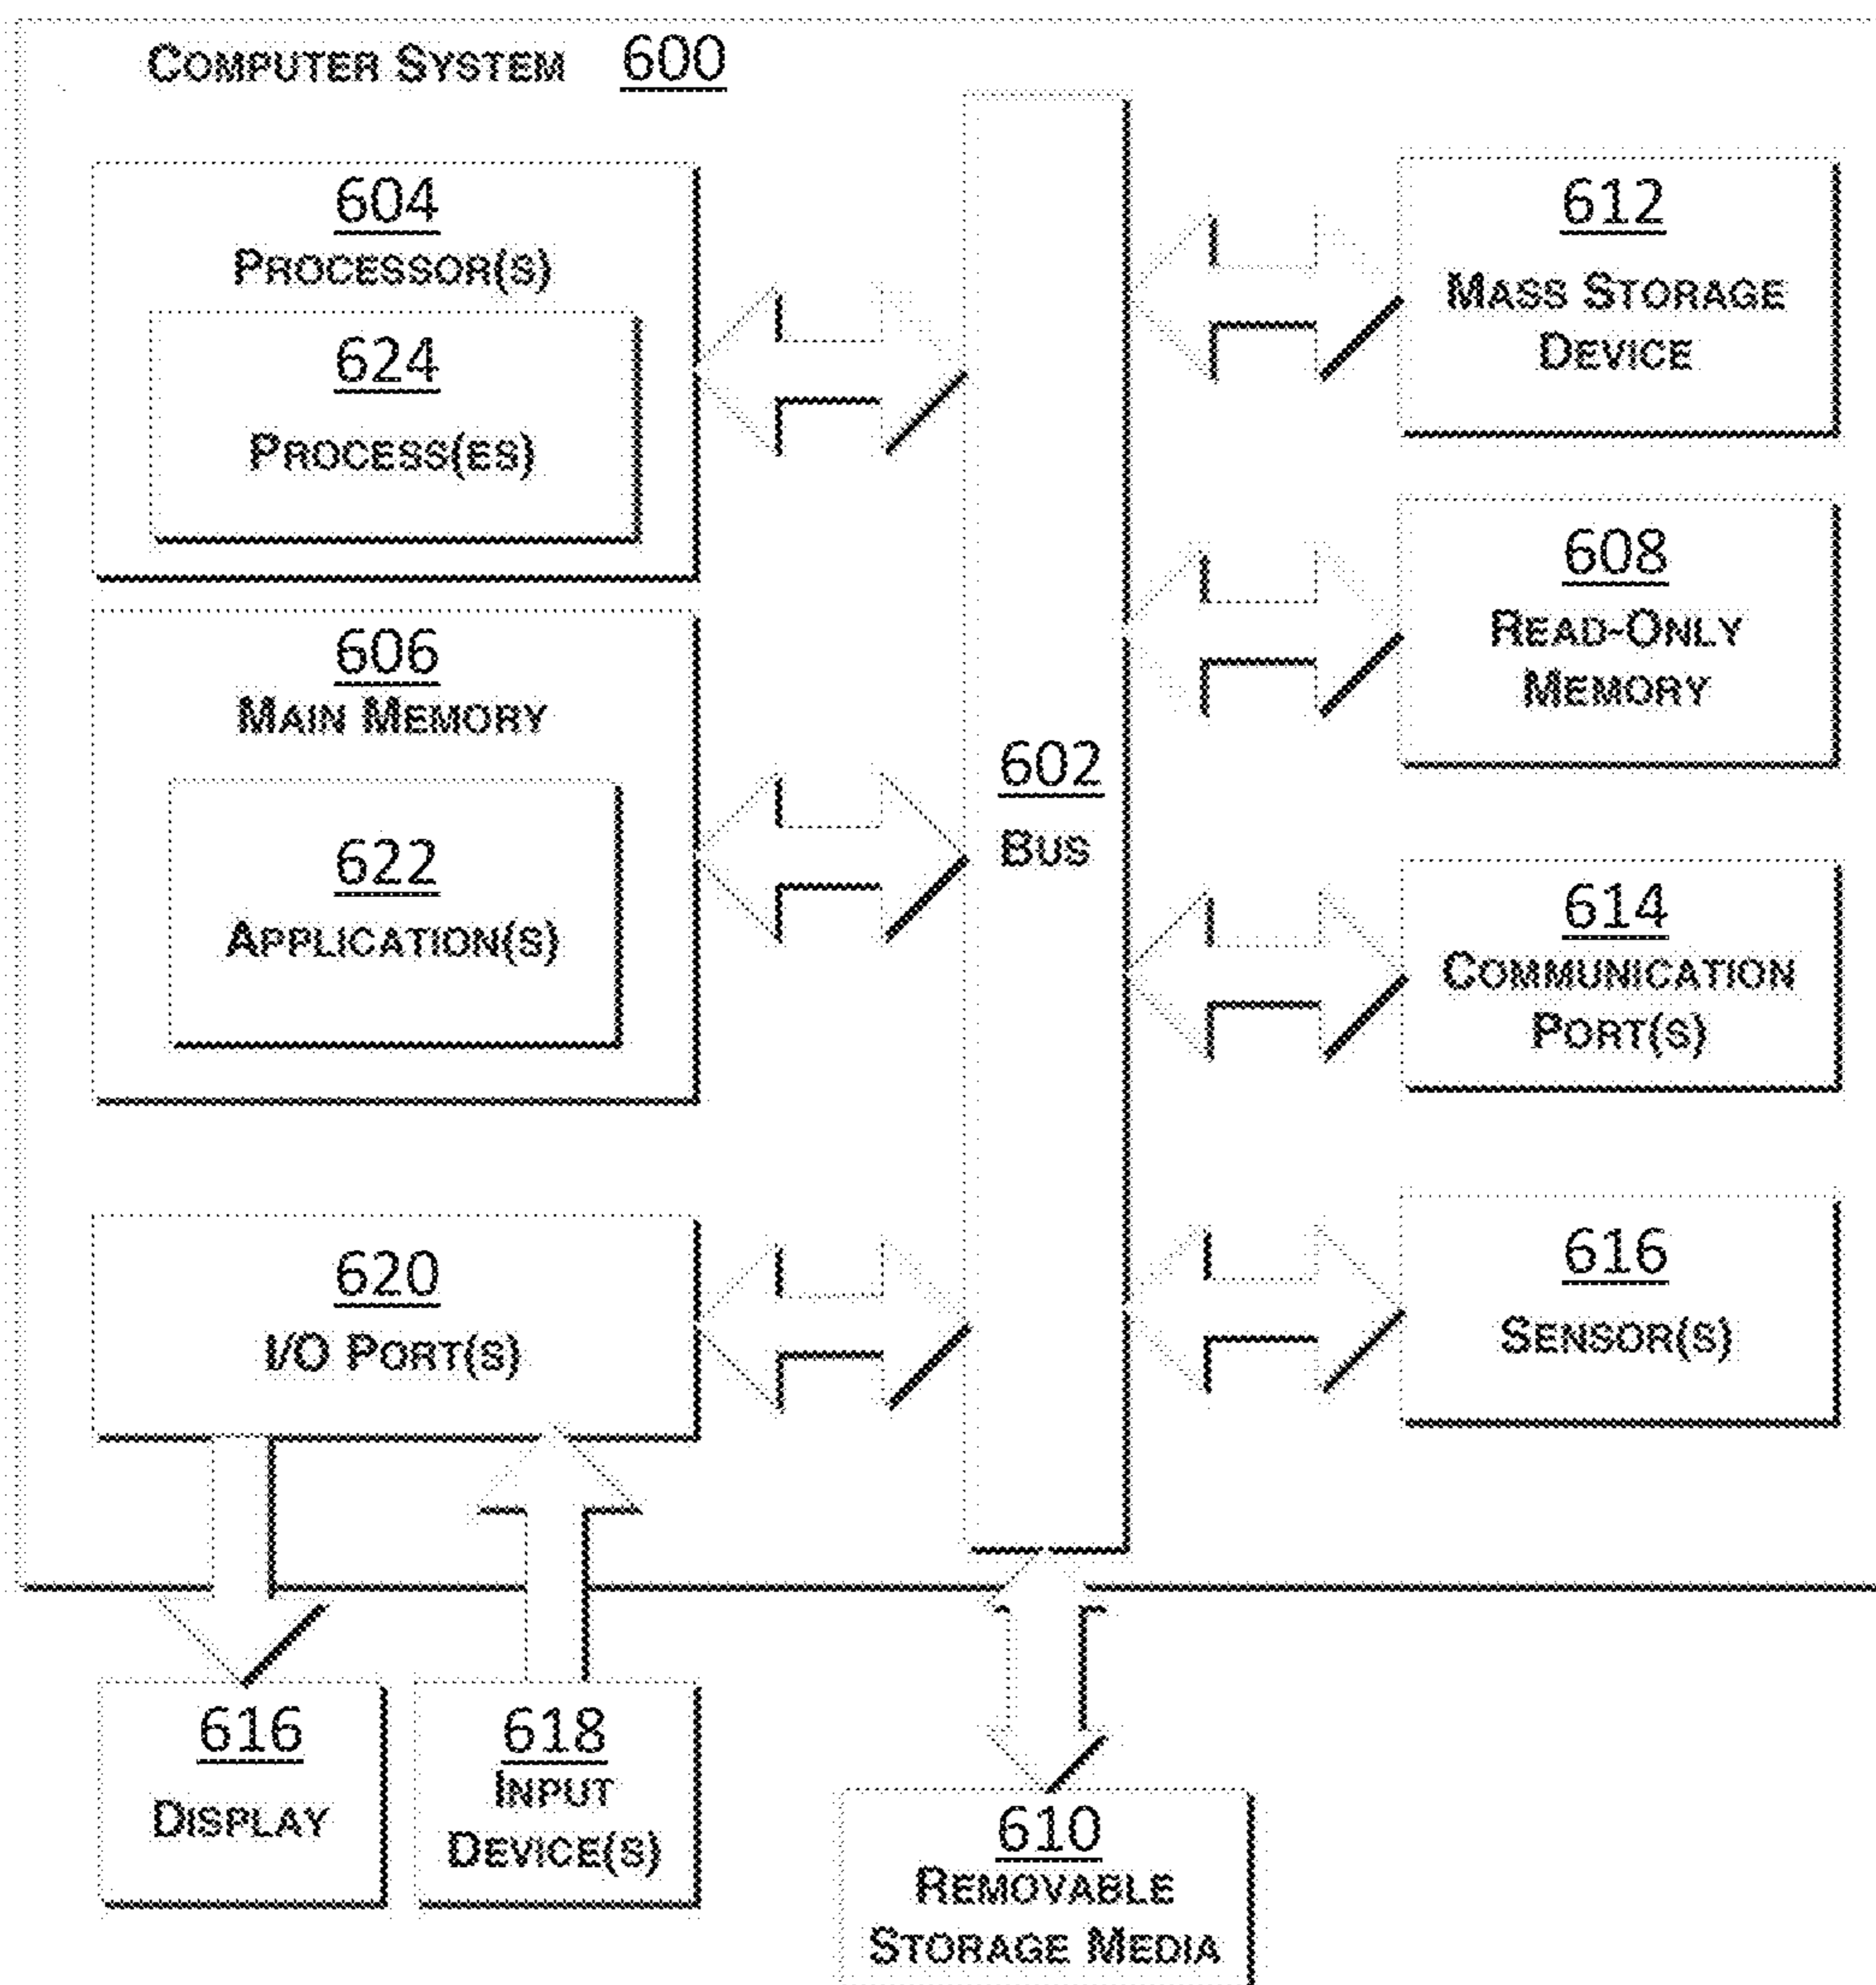 COMPUTER SYSTEM 600
604
PROCESSOR(S)
624
PROCESS(ES)
606
MAIN MEMORY
622
APPLICATION(S)
620
I/O PORT(S)
602
BUS
612
MASS STORAGE
DEVICE
608
READ-ONLY
MEMORY
614
COMMUNICATION
PORT(S)
616
SENSOR(S)
616
DISPLAY
618
INPUT
DEVICE(S)
610
REMOVABLE
STORAGE MEDIA